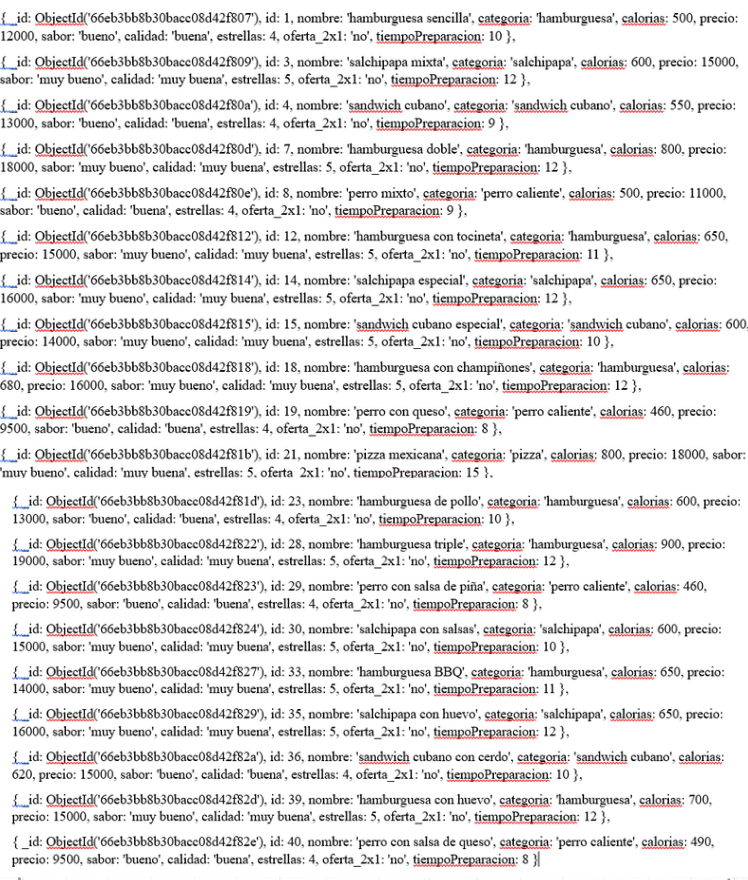 { _id: ObjectId('66eb3bb8b30bacc08d42f807'), id: 1, nombre: 'hamburguesa sencilla', categoria: 'hamburguesa', calorias: 500, precio:
12000, sabor: 'bueno', calidad: 'buena', estrellas: 4, oferta_2x1: 'no', tiempoPreparacion: 10 },
{ _id: ObjectId('66eb3bb8b30bacc08d42f809'), id: 3, nombre: 'salchipapa mixta', categoria: 'salchipapa', calorias: 600, precio: 15000,
sabor: 'muy bueno', calidad: 'muy buena', estrellas: 5, oferta_2x1: 'no', tiempoPreparacion: 12 },
{ _id: ObjectId('66eb3bb8b30bacc08d42f80a'), id: 4, nombre: 'sandwich cubano', categoria: 'sandwich cubano', calorias: 550, precio:
13000, sabor: 'bueno', calidad: 'buena', estrellas: 4, oferta_2x1: 'no', tiempoPreparacion: 9 },
{ _id: ObjectId('66eb3bb8b30bacc08d42f80d'), id: 7, nombre: 'hamburguesa doble', categoria: 'hamburguesa', calorias: 800, precio:
18000, sabor: 'muy bueno', calidad: 'muy buena', estrellas: 5, oferta_2x1: 'no', tiempoPreparacion: 12 },
{ _id: ObjectId('66eb3bb8b30bacc08d42f80e'), id: 8, nombre: 'perro mixto', categoria: 'perro caliente', calorias: 500, precio: 11000,
sabor: 'bueno', calidad: 'buena', estrellas: 4, oferta_2x1: 'no', tiempoPreparacion: 9 },
{ _id: ObjectId('66eb3bb8b30bacc08d42f812'), id: 12, nombre: 'hamburguesa con tocineta', categoria: 'hamburguesa', calorias: 650,
precio: 15000, sabor: 'muy bueno', calidad: 'muy buena', estrellas: 5, oferta_2x1: 'no', tiempoPreparacion: 11 },
{ _id: ObjectId('66eb3bb8b30bacc08d42f814'), id: 14, nombre: 'salchipapa especial', categoria: 'salchipapa', calorias: 650, precio:
16000, sabor: 'muy bueno', calidad: 'muy buena', estrellas: 5, oferta_2x1: 'no', tiempoPreparacion: 12 },
{ _id: ObjectId('66eb3bb8b30bacc08d42f815'), id: 15, nombre: 'sandwich cubano especial', categoria: 'sandwich cubano', calorias: 600,
precio: 14000, sabor: 'muy bueno', calidad: 'muy buena', estrellas: 5, oferta_2x1: 'no', tiempoPreparacion: 10 },
{ _id: ObjectId('66eb3bb8b30bacc08d42f818'), id: 18, nombre: 'hamburguesa con champiñones', categoria: 'hamburguesa', calorias:
680, precio: 16000, sabor: 'muy bueno', calidad: 'muy buena', estrellas: 5, oferta_2x1: 'no', tiempoPreparacion: 12 },
{ _id: ObjectId('66eb3bb8b30bacc08d42f819'), id: 19, nombre: 'perro con queso', categoria: 'perro caliente', calorias: 460, precio:
9500, sabor: 'bueno', calidad: 'buena', estrellas: 4, oferta_2x1: 'no', tiempoPreparacion: 8 },
{ _id: ObjectId('66eb3bb8b30bacc08d42f81b'), id: 21, nombre: 'pizza mexicana', categoria: 'pizza', calorias: 800, precio: 18000, sabor:
'muy bueno', calidad: 'muy buena', estrellas: 5, oferta_2x1: 'no', tiempoPreparacion: 15 },
{ _id: ObjectId('66eb3bb8b30bacc08d42f81d'), id: 23, nombre: 'hamburguesa de pollo', categoria: 'hamburguesa', calorias: 600, precio:
13000, sabor: 'bueno', calidad: 'buena', estrellas: 4, oferta_2x1: 'no', tiempoPreparacion: 10 },
{ _id: ObjectId('66eb3bb8b30bacc08d42f822'), id: 28, nombre: 'hamburguesa triple', categoria: 'hamburguesa', calorias: 900, precio:
19000, sabor: 'muy bueno', calidad: 'muy buena', estrellas: 5, oferta_2x1: 'no', tiempoPreparacion: 12 },
{ _id: ObjectId('66eb3bb8b30bacc08d42f823'), id: 29, nombre: 'perro con salsa de piña', categoria: 'perro caliente', calorias: 460,
precio: 9500, sabor: 'bueno', calidad: 'buena', estrellas: 4, oferta_2x1: 'no', tiempoPreparacion: 8 },
{ _id: ObjectId('66eb3bb8b30bacc08d42f824'), id: 30, nombre: 'salchipapa con salsas', categoria: 'salchipapa', calorias: 600, precio:
15000, sabor: 'muy bueno', calidad: 'muy buena', estrellas: 5, oferta_2x1: 'no', tiempoPreparacion: 10 },
{ _id: ObjectId('66eb3bb8b30bacc08d42f827'), id: 33, nombre: 'hamburguesa BBQ', categoria: 'hamburguesa', calorias: 650, precio:
14000, sabor: 'muy bueno', calidad: 'muy buena', estrellas: 5, oferta_2x1: 'no', tiempoPreparacion: 11 },
{ _id: ObjectId('66eb3bb8b30bacc08d42f829'), id: 35, nombre: 'salchipapa con huevo', categoria: 'salchipapa', calorias: 650, precio:
16000, sabor: 'muy bueno', calidad: 'muy buena', estrellas: 5, oferta_2x1: 'no', tiempoPreparacion: 12 },
{ _id: ObjectId('66eb3bb8b30bacc08d42f82a'), id: 36, nombre: 'sandwich cubano con cerdo', categoria: 'sandwich cubano', calorias:
620, precio: 15000, sabor: 'bueno', calidad: 'buena', estrellas: 4, oferta_2x1: 'no', tiempoPreparacion: 10 },
{ _id: ObjectId('66eb3bb8b30bacc08d42f82d'), id: 39, nombre: 'hamburguesa con huevo', categoria: 'hamburguesa', calorias: 700,
precio: 15000, sabor: 'muy bueno', calidad: 'muy buena', estrellas: 5, oferta_2x1: 'no', tiempoPreparacion: 12 },
{ _id: ObjectId('66eb3bb8b30bacc08d42f82e'), id: 40, nombre: 'perro con salsa de queso', categoria: 'perro caliente', calorias: 490,
precio: 9500, sabor: 'bueno', calidad: 'buena', estrellas: 4, oferta_2x1: 'no', tiempoPreparacion: 8 }